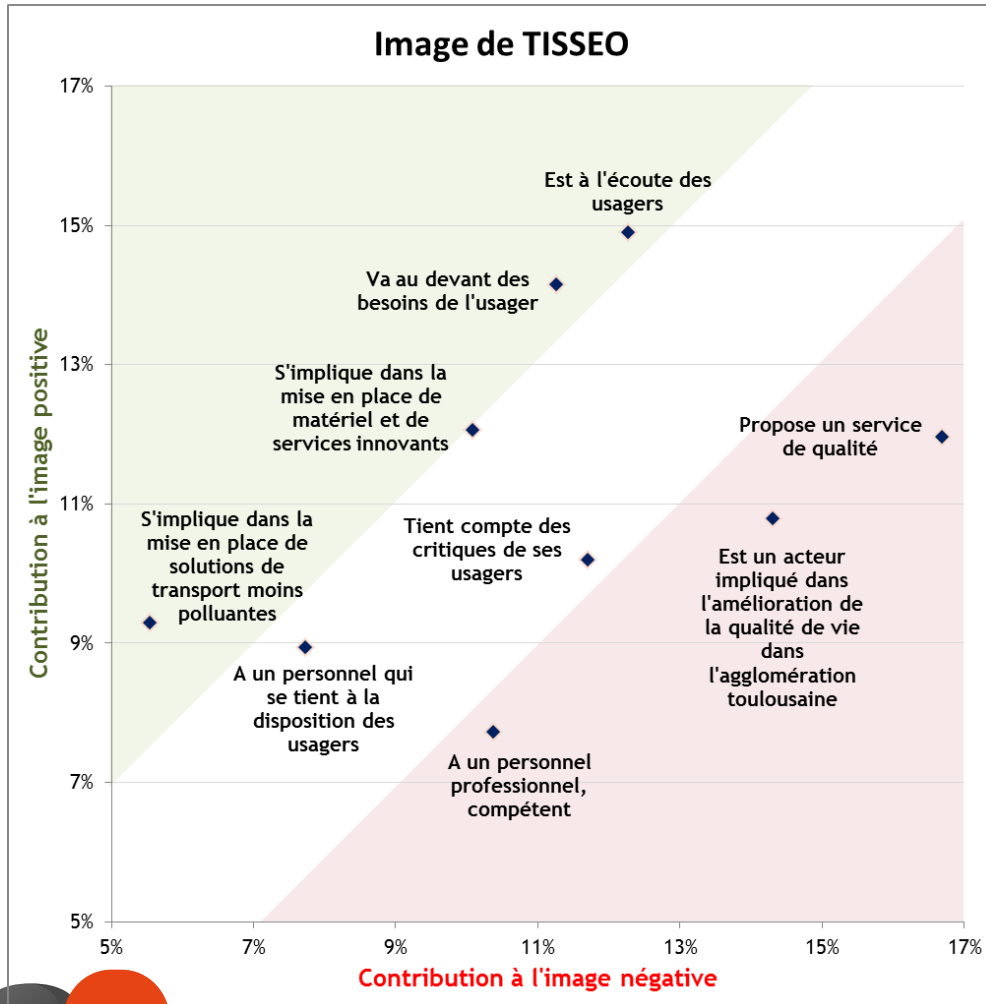 Image de TISSEO
17%
15%
13%
11%
9%
7%
5%
Contribution à l'image positive
Est à l'écoute des
usagers
Va au devant des
besoins de l'usager
S'implique dans la
mise en place de
matériel et de
services innovants
Propose un service
de qualité
S'implique dans la
mise en place de
solutions de
transport moins
polluantes
Tient compte des
critiques de ses
usagers
Est un acteur
impliqué dans
l'amélioration de
la qualité de vie
dans
l'agglomération
toulousaine
A un personnel qui
se tient à la
disposition des
usagers
A un personnel
professionnel,
compétent
5%
7%
9%
11%
13%
15%
17%
Contribution à l'image négative